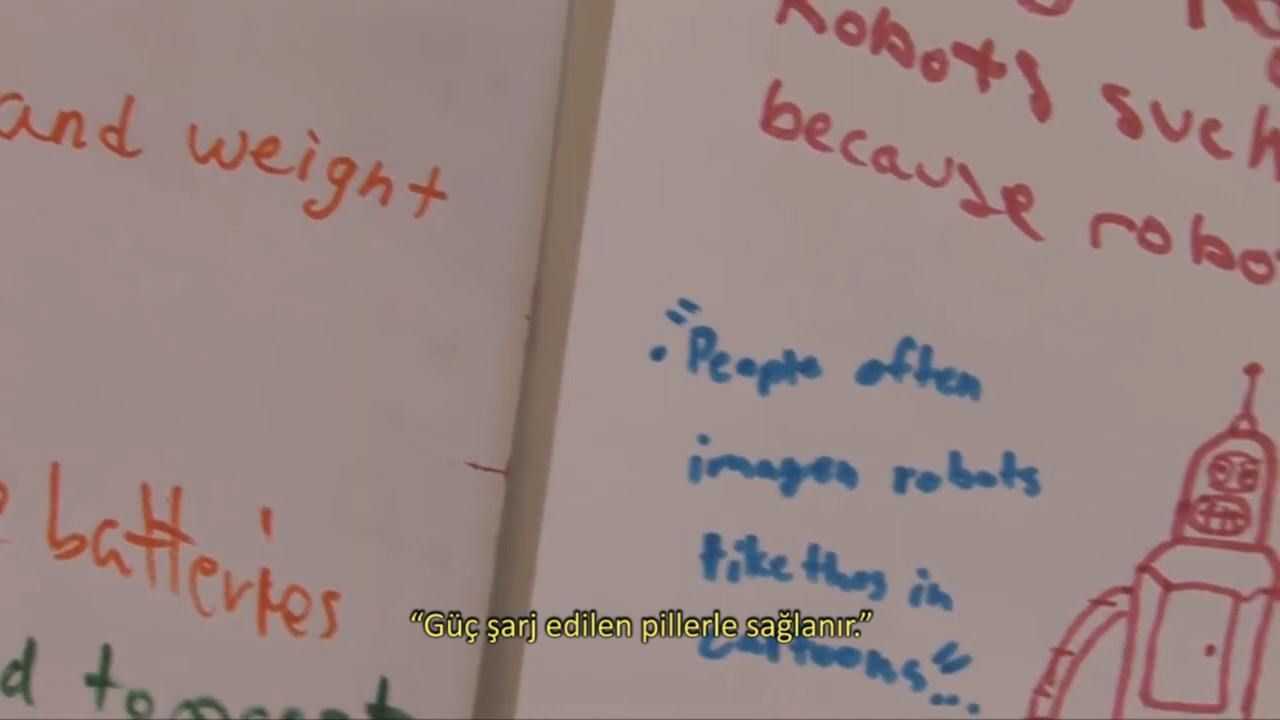 and weight
batteries
Robots such
because robo
"People often
imagen robots
like thes in
cartoons"...
“Güç şarj edilen pillerle sağlanır.”